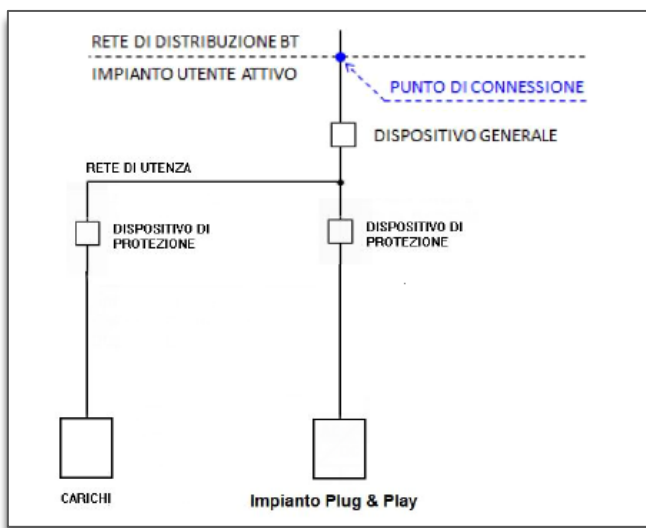 RETE DI DISTRIBUZIONE BT
IMPIANTO UTENTE ATTIVO
PUNTO DI CONNESSIONE
DISPOSITIVO GENERALE
RETE DI UTENZA
DISPOSITIVO DI
PROTEZIONE
DISPOSITIVO DI
PROTEZIONE
CARICHI
Impianto Plug & Play